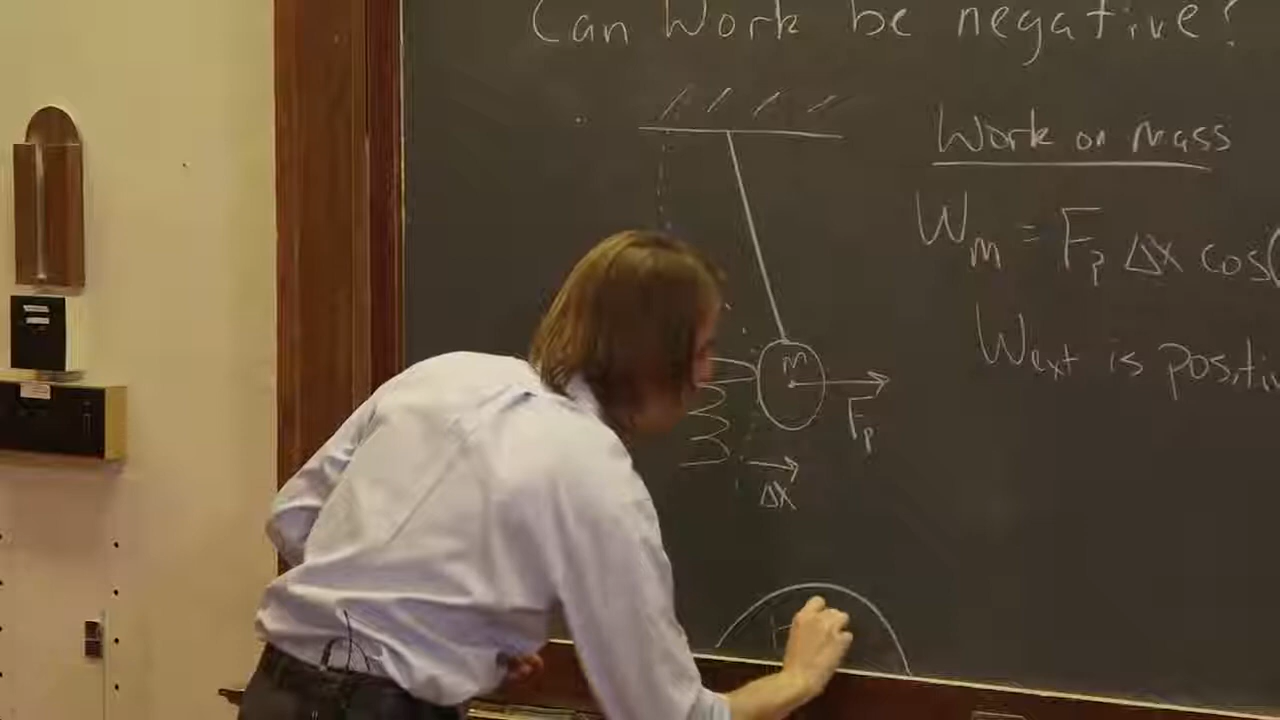 Can Work be negative?
Work on mass
W_m = F_p Δx cos(
W_ext is positi
m
F_p
Δx